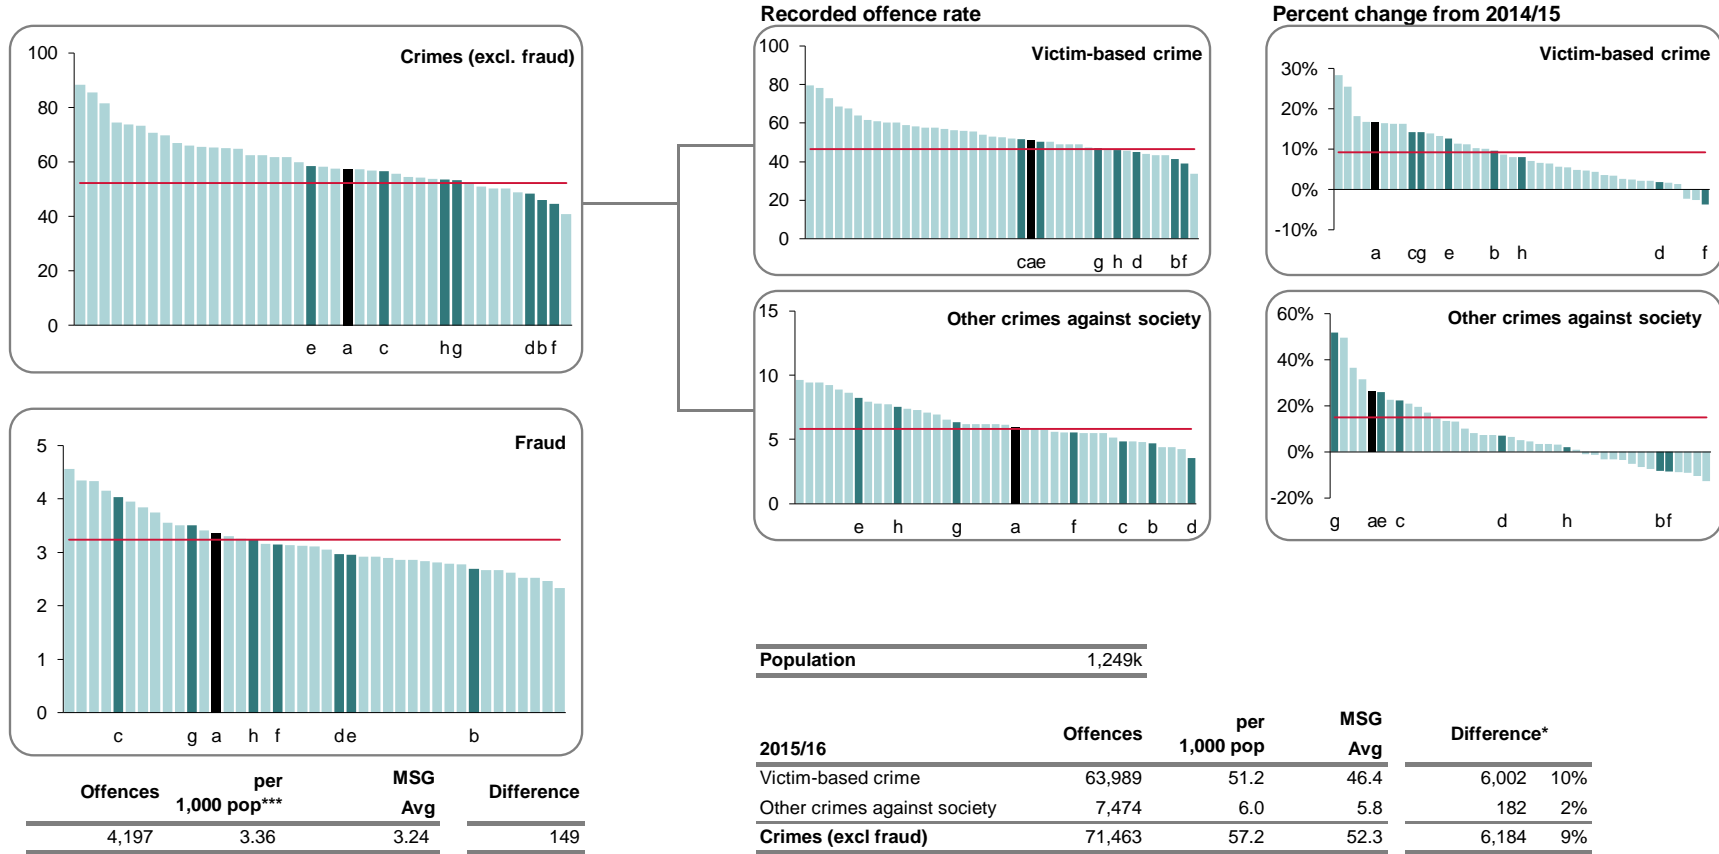 Recorded offence rate
Percent change from 2014/15
Crimes (excl. fraud)
100
80
60
40
20
0
e a c h g d b f
Victim-based crime
100
80
60
40
20
0
c a e g h d b f
Victim-based crime
30%
20%
10%
0%
-10%
a c g e b h d f
Other crimes against society
15
10
5
0
e h g a f c b d
Other crimes against society
60%
40%
20%
0%
-20%
g a e c d h b f
Fraud
5
4
3
2
1
0
c g a h f d e b
Offences per 1,000 pop*** MSG Avg Difference
4,197 3.36 3.24 149
Population 1,249k
2015/16 Offences per 1,000 pop MSG Avg Difference*
Victim-based crime 63,989 51.2 46.4 6,002 10%
Other crimes against society 7,474 6.0 5.8 182 2%
Crimes (excl fraud) 71,463 57.2 52.3 6,184 9%